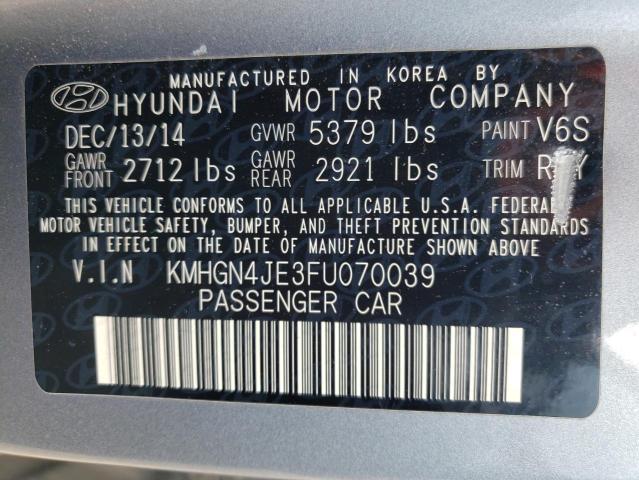 MANUFACTURED IN KOREA BY
HYUNDAI MOTOR COMPANY
DEC/13/14 GVWR 5379 lbs PAINT V6S
GAWR FRONT 2712 lbs GAWR REAR 2921 lbs TRIM
THIS VEHICLE CONFORMS TO ALL APPLICABLE U.S.A. FEDERAL
MOTOR VEHICLE SAFETY, BUMPER, AND THEFT PREVENTION STANDARDS
IN EFFECT ON THE DATE OF MANUFACTURE SHOWN ABOVE
V.I.N KMHGN4JE3FU070039
PASSENGER CAR